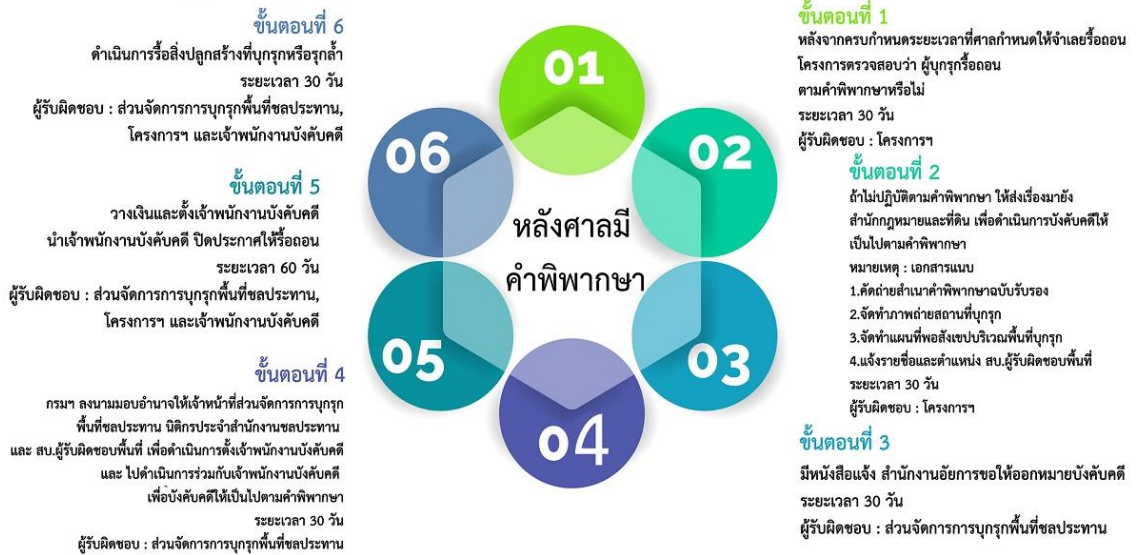 ขั้นตอนที่ 1
หลังจากครบกำหนดระยะเวลาที่ศาลกำหนดให้จำเลยรื้อถอน
โครงการตรวจสอบว่า ผู้บุกรุกรื้อถอน
ตามคำพิพากษาหรือไม่
ระยะเวลา 30 วัน
ผู้รับผิดชอบ : โครงการฯ
ขั้นตอนที่ 2
ถ้าไม่ปฏิบัติตามคำพิพากษา ให้ส่งเรื่องมายัง
สำนักกฎหมายและที่ดิน เพื่อดำเนินการบังคับคดีให้
เป็นไปตามคำพิพากษา
หมายเหตุ : เอกสารแนบ
1.คัดถ่ายสำเนาคำพิพากษาฉบับรับรอง
2.จัดทำภาพถ่ายสถานที่บุกรุก
3.จัดทำแผนที่พอสังเขปบริเวณพื้นที่บุกรุก
4.แจ้งรายชื่อและตำแหน่ง สบ.ผู้รับผิดชอบพื้นที่
ระยะเวลา 30 วัน
ผู้รับผิดชอบ : โครงการฯ
ขั้นตอนที่ 3
มีหนังสือแจ้ง สำนักงานอัยการขอให้ออกหมายบังคับคดี
ระยะเวลา 30 วัน
ผู้รับผิดชอบ : ส่วนจัดการการบุกรุกพื้นที่ชลประทาน
ขั้นตอนที่ 4
กรมฯ ลงนามมอบอำนาจให้เจ้าหน้าที่ส่วนจัดการการบุกรุก
พื้นที่ชลประทาน นิติกรประจำสำนักงานชลประทาน
และ สบ.ผู้รับผิดชอบพื้นที่ เพื่อดำเนินการตั้งเจ้าพนักงานบังคับคดี
และ ไปดำเนินการร่วมกับเจ้าพนักงานบังคับคดี
เพื่อบังคับคดีให้เป็นไปตามคำพิพากษา
ระยะเวลา 30 วัน
ผู้รับผิดชอบ : ส่วนจัดการการบุกรุกพื้นที่ชลประทาน
ขั้นตอนที่ 5
วางเงินและตั้งเจ้าพนักงานบังคับคดี
นำเจ้าพนักงานบังคับคดี ปิดประกาศให้รื้อถอน
ระยะเวลา 60 วัน
ผู้รับผิดชอบ : ส่วนจัดการการบุกรุกพื้นที่ชลประทาน,
โครงการฯ และเจ้าพนักงานบังคับคดี
ขั้นตอนที่ 6
ดำเนินการรื้อสิ่งปลูกสร้างที่บุกรุกหรือรุกล้ำ
ระยะเวลา 30 วัน
ผู้รับผิดชอบ : ส่วนจัดการการบุกรุกพื้นที่ชลประทาน,
โครงการฯ และเจ้าพนักงานบังคับคดี
01
02
03
04
05
06
หลังศาลมี
คำพิพากษา